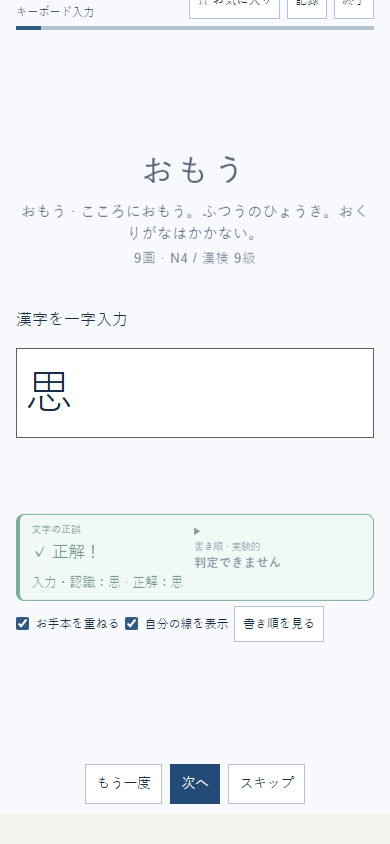 キーボード入力
☆ お気に入り 記録 終了
おもう
おもう · こころにおもう。ふつうのひょうき。おく
りがなはかかない。
9画 · N4 / 漢検 9級
漢字を一字入力
思
文字の正誤
✓ 正解！
入力・認識：思 · 正解：思
▶
書き順 · 実験的
判定できません
お手本を重ねる 自分の線を表示 書き順を見る
もう一度 次へ スキップ